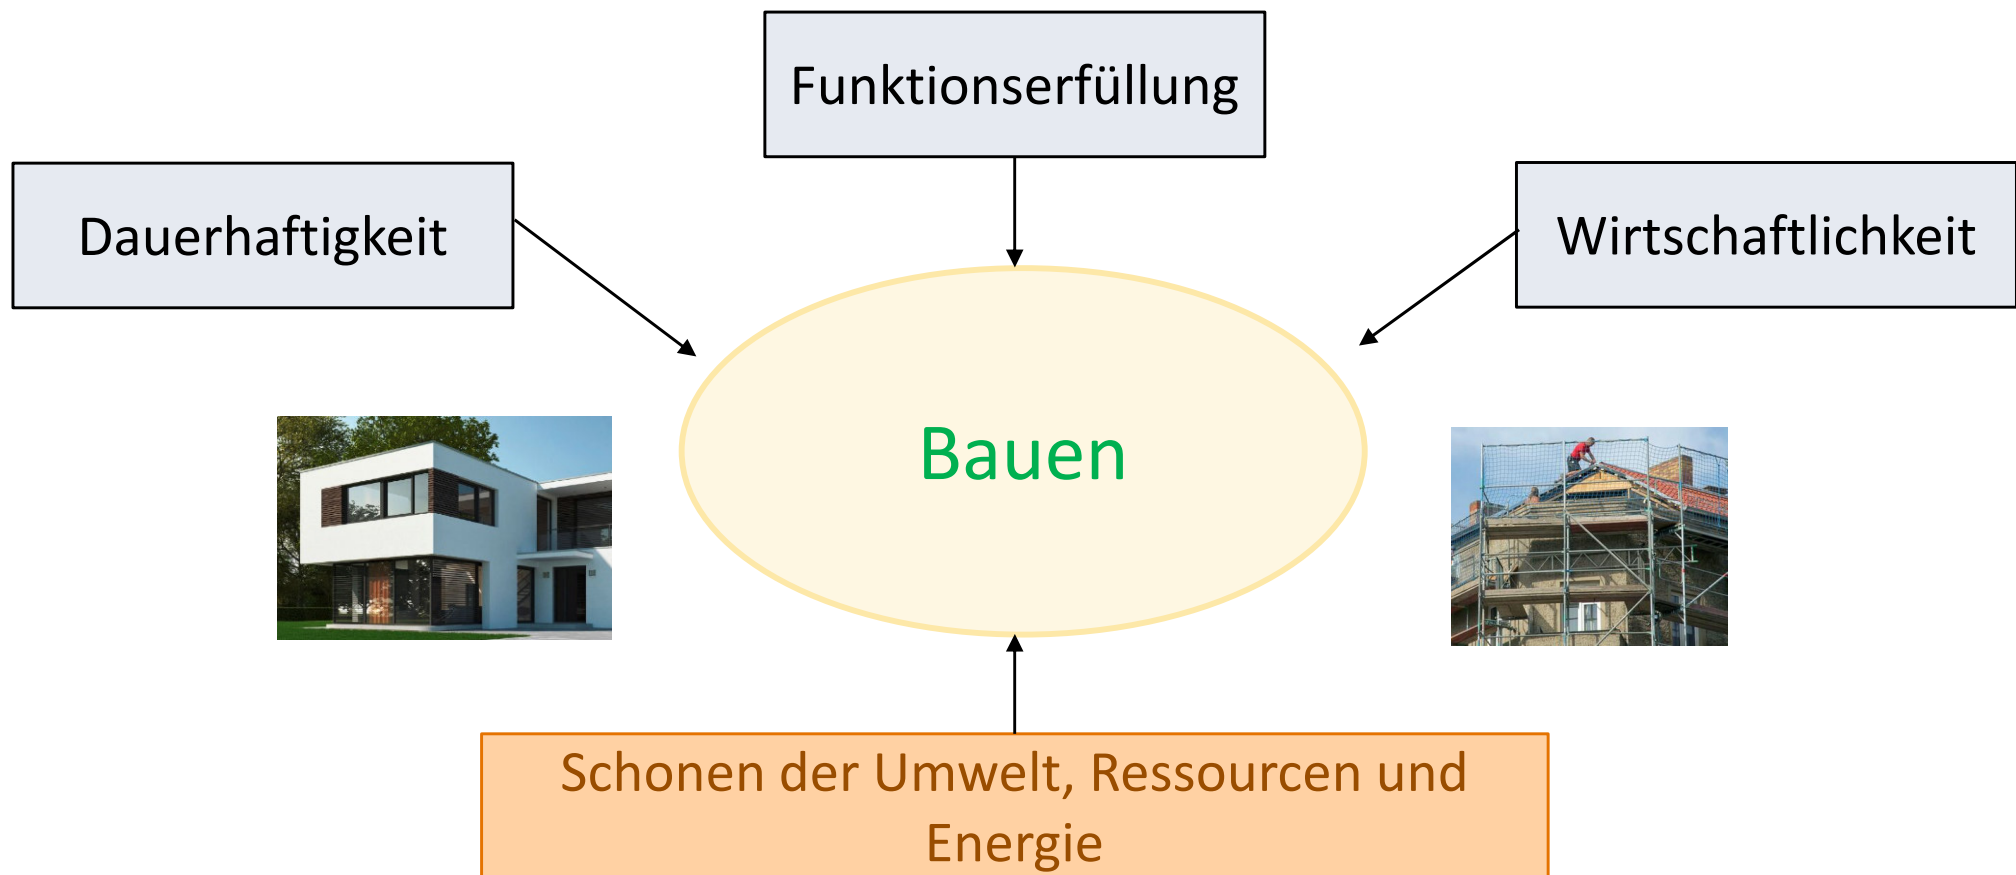 Funktionserfüllung
Dauerhaftigkeit
Wirtschaftlichkeit
Bauen
Schonen der Umwelt, Ressourcen und
Energie